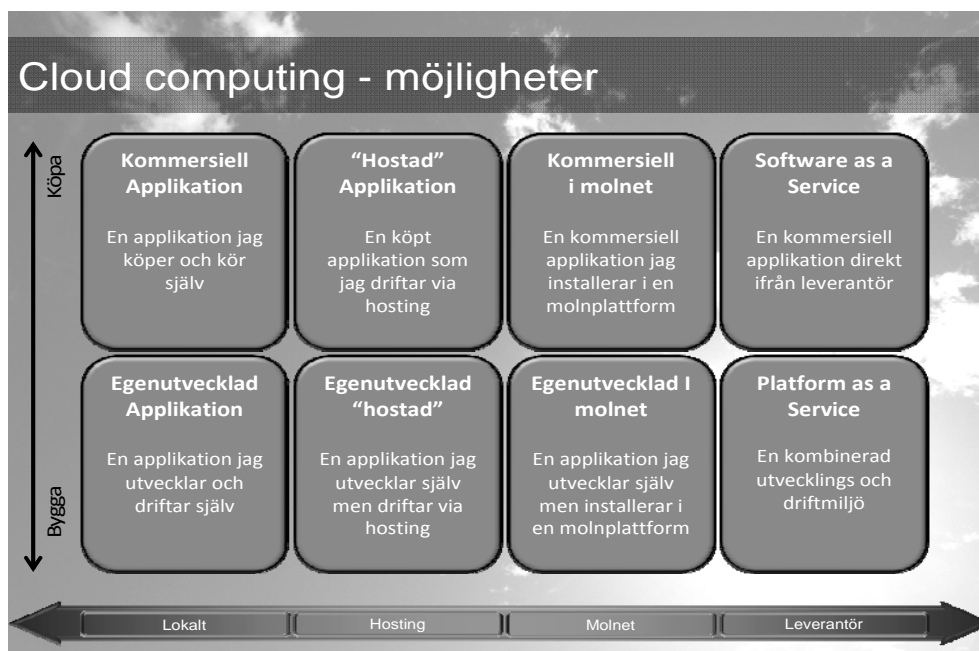 Cloud computing - möjligheter
Köpa
Kommersiell
Applikation
En applikation jag
köper och kör
själv
“Hostad”
Applikation
En köpt
applikation som
jag driftar via
hosting
Kommersiell
i molnet
En kommersiell
applikation jag
installerar i en
molnplattform
Software as a
Service
En kommersiell
applikation direkt
ifrån leverantör
Bygga
Egenutvecklad
Applikation
En applikation jag
utvecklar och
driftar själv
Egenutvecklad
“hostad”
En applikation jag
utvecklar själv
men driftar via
hosting
Egenutvecklad I
molnet
En applikation jag
utvecklar själv
men installerar i
en molnplattform
Platform as a
Service
En kombinerad
utvecklings och
driftmiljö
Lokalt
Hosting
Molnet
Leverantör